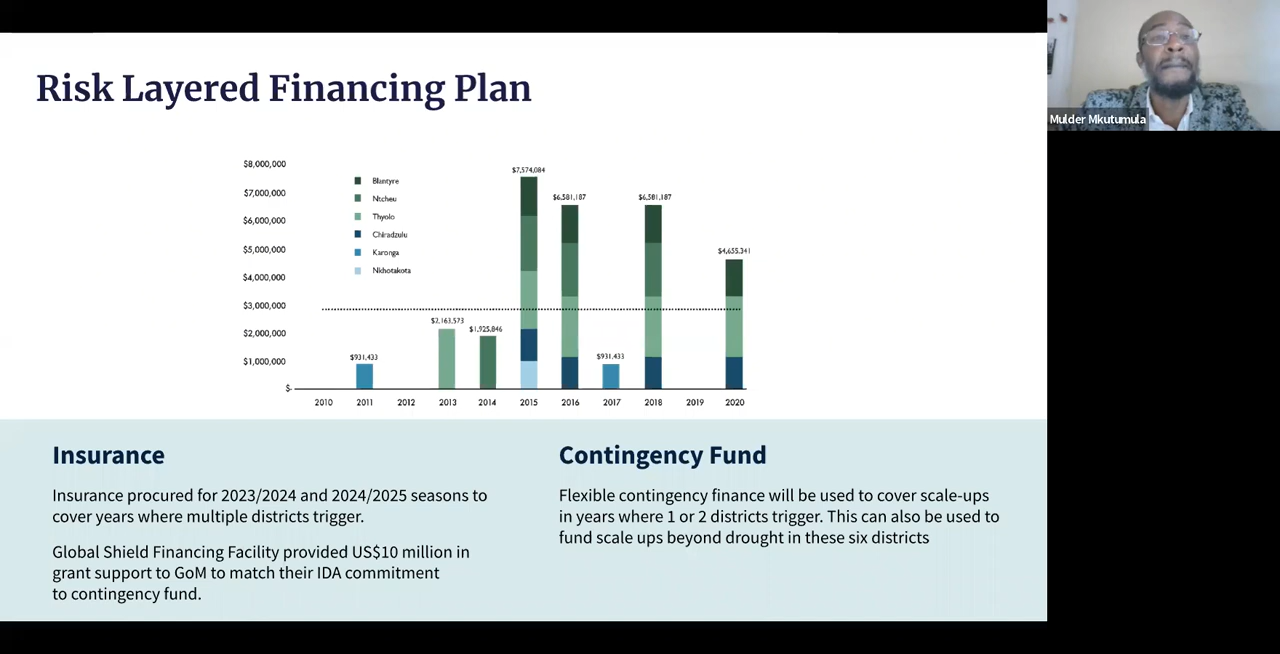 Risk Layered Financing Plan
Mulder Mkutumula
$8,000,000
$7,000,000
$6,000,000
$5,000,000
$4,000,000
$3,000,000
$2,000,000
$1,000,000
$-
Blantyre
Ntcheu
Thyolo
Chiradzulu
Karonga
Nkhotakota
$931,433
$2,163,573
$1,925,846
$7,574,084
$6,581,187
$931,433
$6,581,187
$4,655,341
2010 2011 2012 2013 2014 2015 2016 2017 2018 2019 2020
Insurance
Insurance procured for 2023/2024 and 2024/2025 seasons to
cover years where multiple districts trigger.
Global Shield Financing Facility provided US$10 million in
grant support to GoM to match their IDA commitment
to contingency fund.
Contingency Fund
Flexible contingency finance will be used to cover scale-ups
in years where 1 or 2 districts trigger. This can also be used to
fund scale ups beyond drought in these six districts